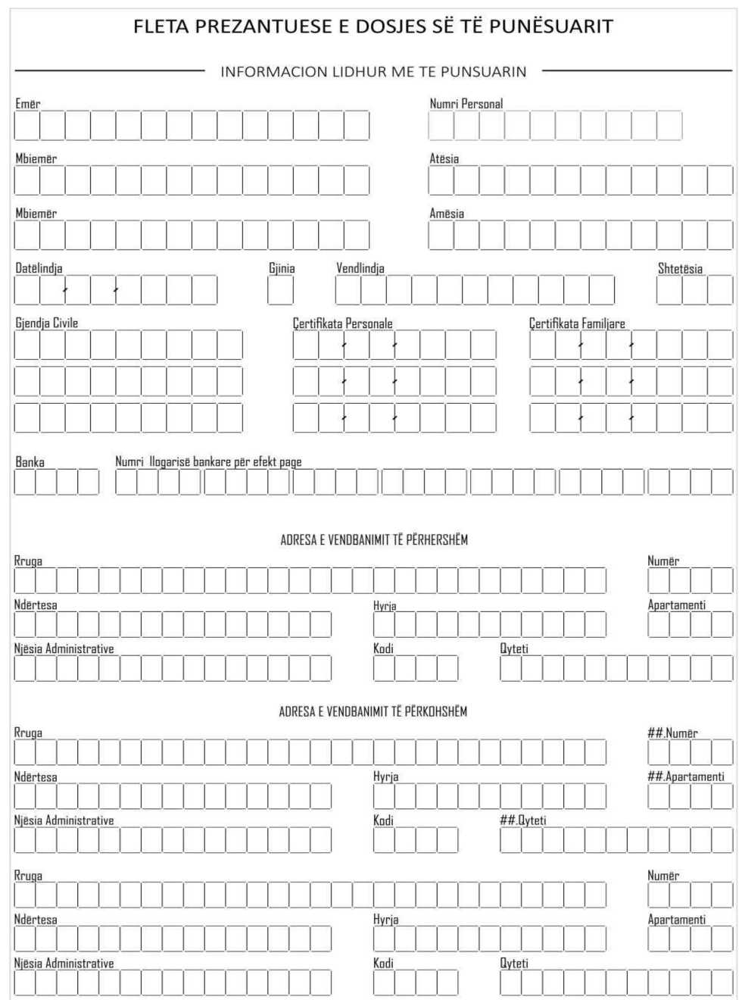 FLETA PREZANTUESE E DOSJES SË TË PUNËSUARIT
INFORMACION LIDHUR ME TE PUNSUARIN
Emër Numri Personal
Mbiemër Atësia
Mbiemër Amësia
Datëlindja Gjinia Vendlindja Shtetësia
Gjendja Civile Çertifikata Personale Çertifikata Familjare
Banka Numri llogarisë bankare për efekt page
ADRESA E VENDBANIMIT TË PËRHERSHËM
Rruga Numër
Ndërtesa Hyrja Apartamenti
Njësia Administrative Kodi Qyteti
ADRESA E VENDBANIMIT TË PËRKOHSHËM
Rruga ##.Numër
Ndërtesa Hyrja ##.Apartamenti
Njësia Administrative Kodi ##.Qyteti
Rruga Numër
Ndërtesa Hyrja Apartamenti
Njësia Administrative Kodi Qyteti